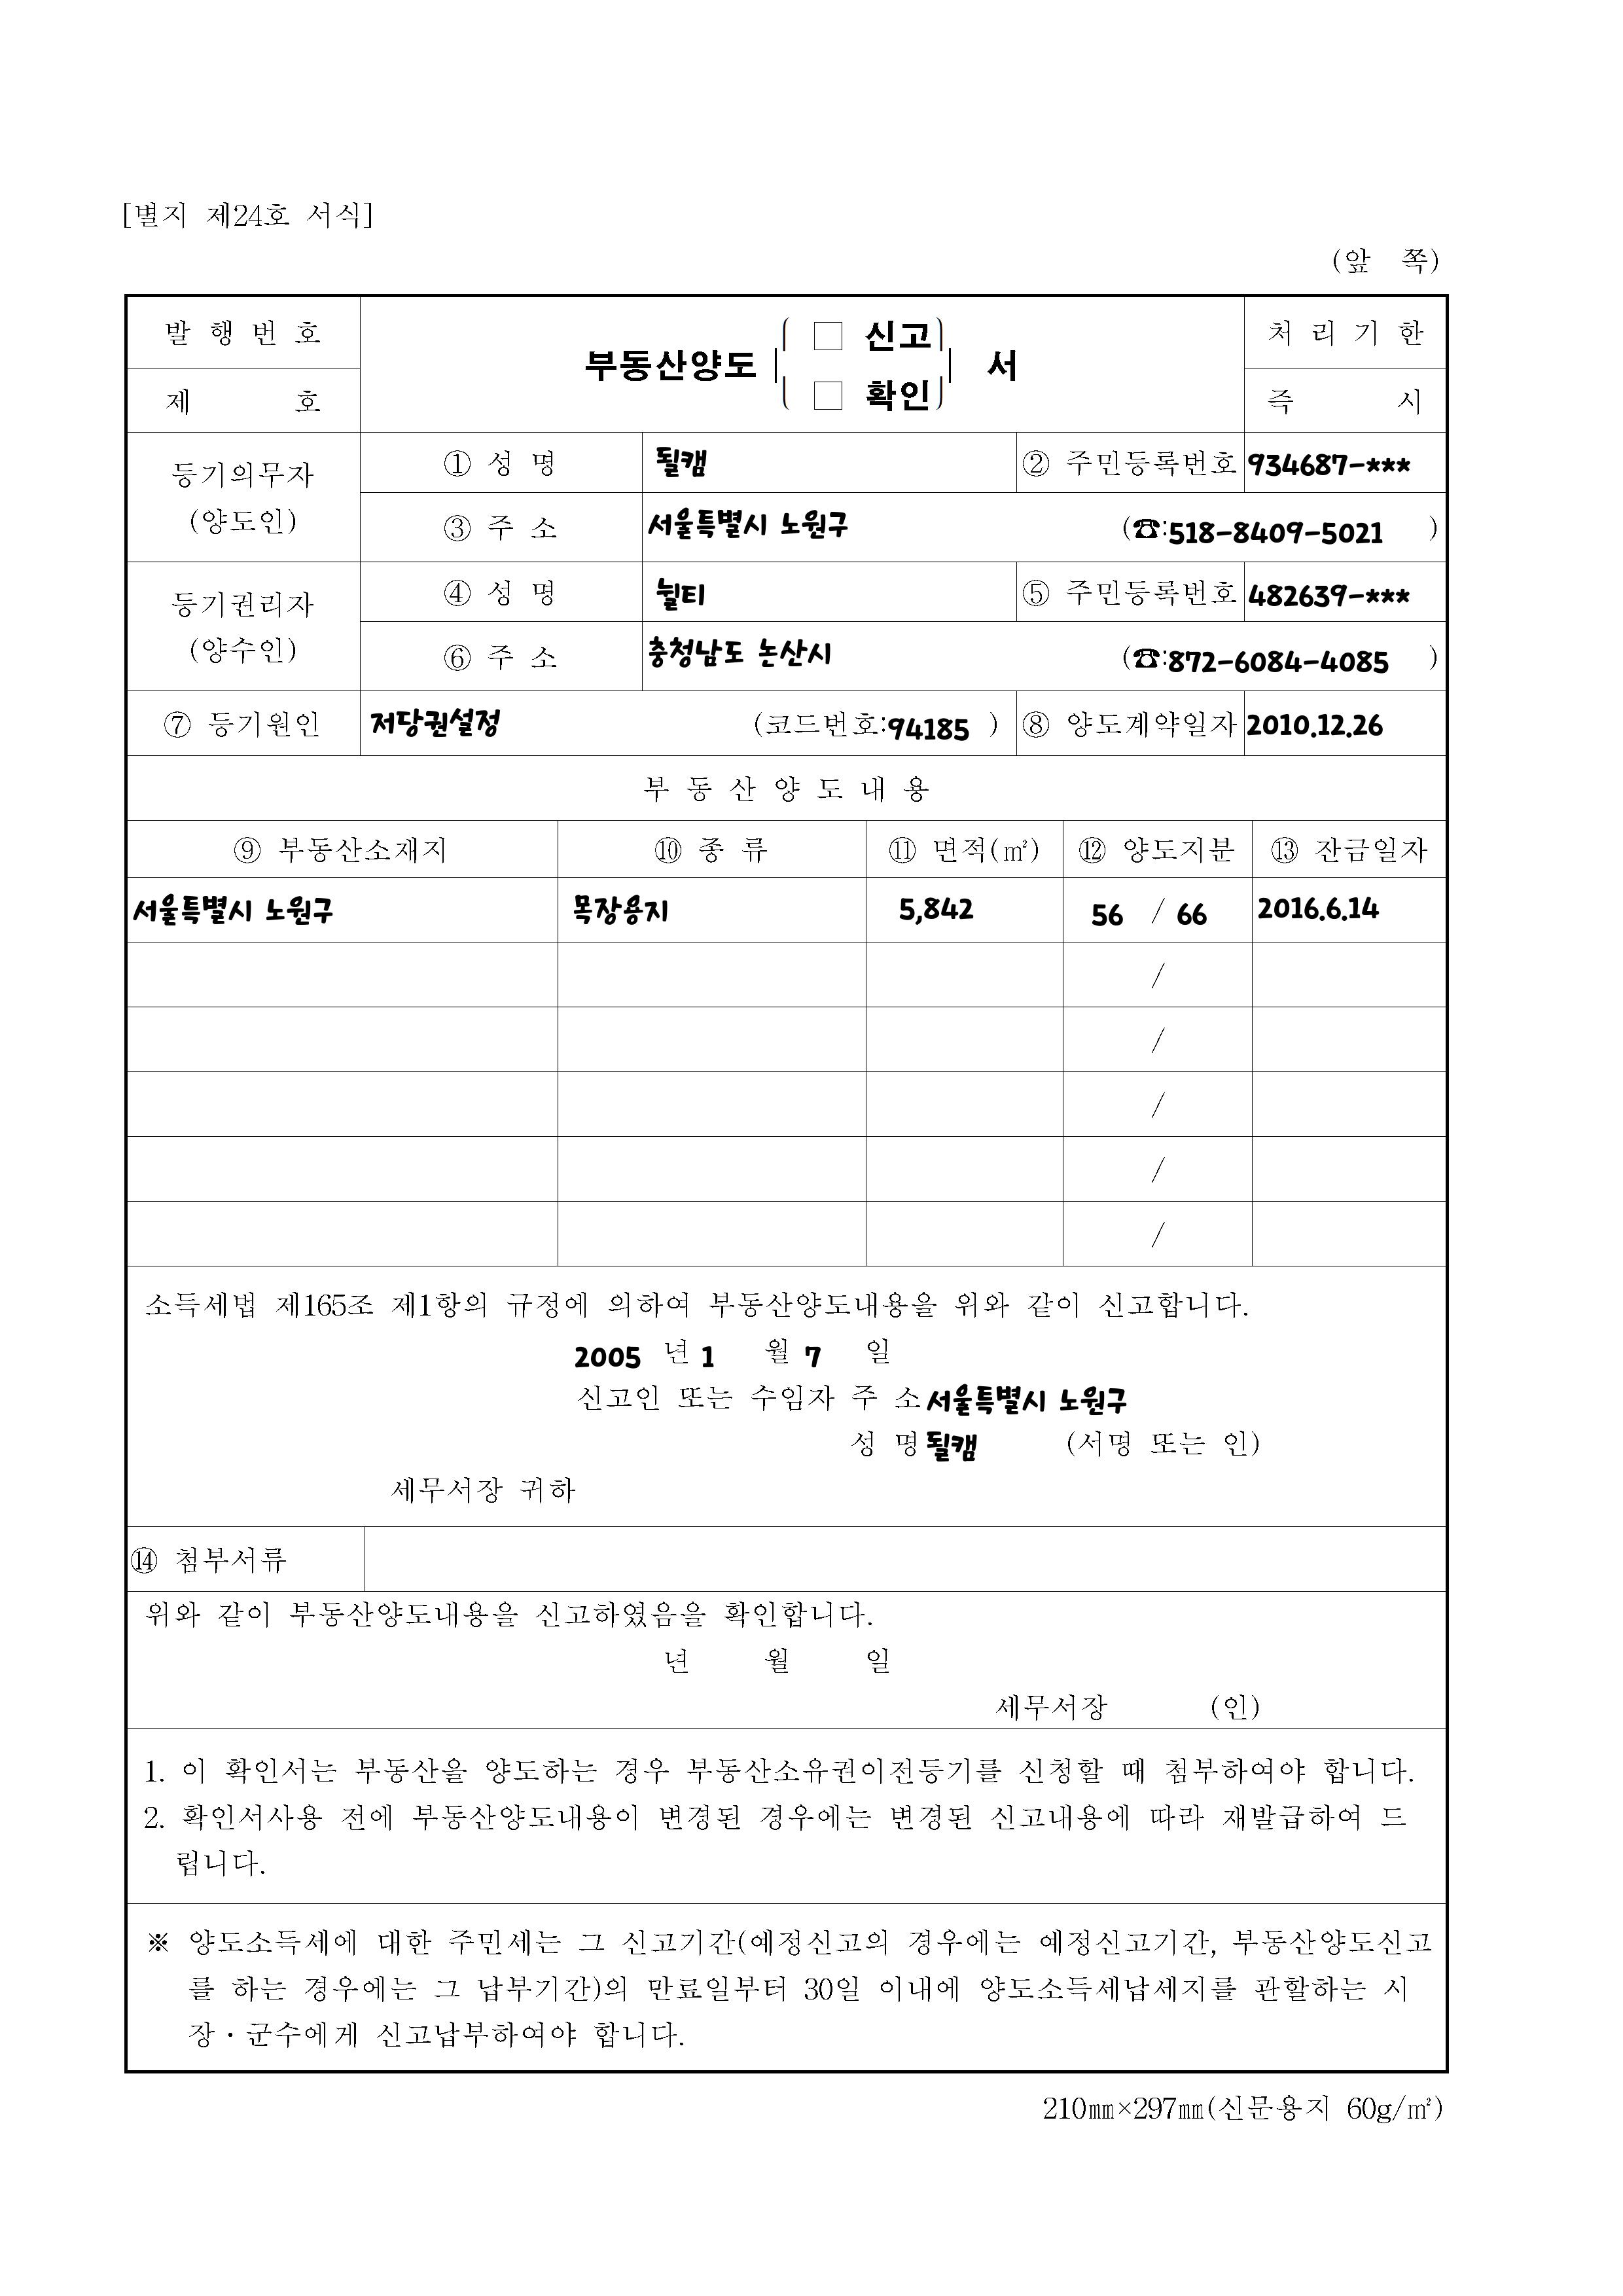 [별지 제24호 서식]
(앞 쪽)
발 행 번 호
제 호
부동산양도 □ 신고 □ 확인 서
처 리 기 한
즉 시
등기의무자 (양도인)
① 성 명 될캠 ② 주민등록번호 934687-***
③ 주 소 서울특별시 노원구 (☎:518-8409-5021 )
등기권리자 (양수인)
④ 성 명 뉠티 ⑤ 주민등록번호 482639-***
⑥ 주 소 충청남도 논산시 (☎:872-6084-4085 )
⑦ 등기원인 저당권설정 (코드번호:94185 ) ⑧ 양도계약일자 2010.12.26
부 동 산 양 도 내 용
⑨ 부동산소재지 ⑩ 종 류 ⑪ 면적(㎡) ⑫ 양도지분 ⑬ 잔금일자
서울특별시 노원구 목장용지 5,842 56 / 66 2016.6.14
/
/
/
/
/
소득세법 제165조 제1항의 규정에 의하여 부동산양도내용을 위와 같이 신고합니다.
2005 년 1 월 7 일
신고인 또는 수임자 주 소 서울특별시 노원구
성 명 될캠 (서명 또는 인)
세무서장 귀하
⑭ 첨부서류
위와 같이 부동산양도내용을 신고하였음을 확인합니다.
년 월 일
세무서장 (인)
1. 이 확인서는 부동산을 양도하는 경우 부동산소유권이전등기를 신청할 때 첨부하여야 합니다.
2. 확인서사용 전에 부동산양도내용이 변경된 경우에는 변경된 신고내용에 따라 재발급하여 드
립니다.
※ 양도소득세에 대한 주민세는 그 신고기간(예정신고의 경우에는 예정신고기간, 부동산양도신고
를 하는 경우에는 그 납부기간)의 만료일부터 30일 이내에 양도소득세납세지를 관할하는 시
장·군수에게 신고납부하여야 합니다.
210㎜×297㎜(신문용지 60g/㎡)